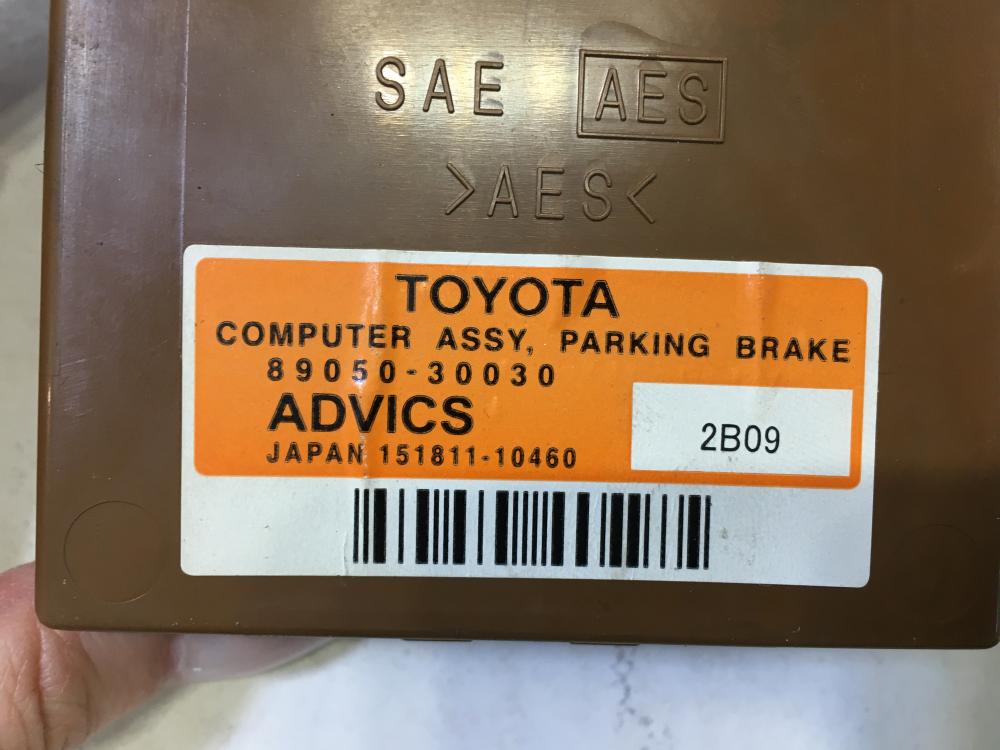 SAE AES
>AES<
TOYOTA
COMPUTER ASSY, PARKING BRAKE
89050-30030
ADVICS
2B09
JAPAN 151811-10460